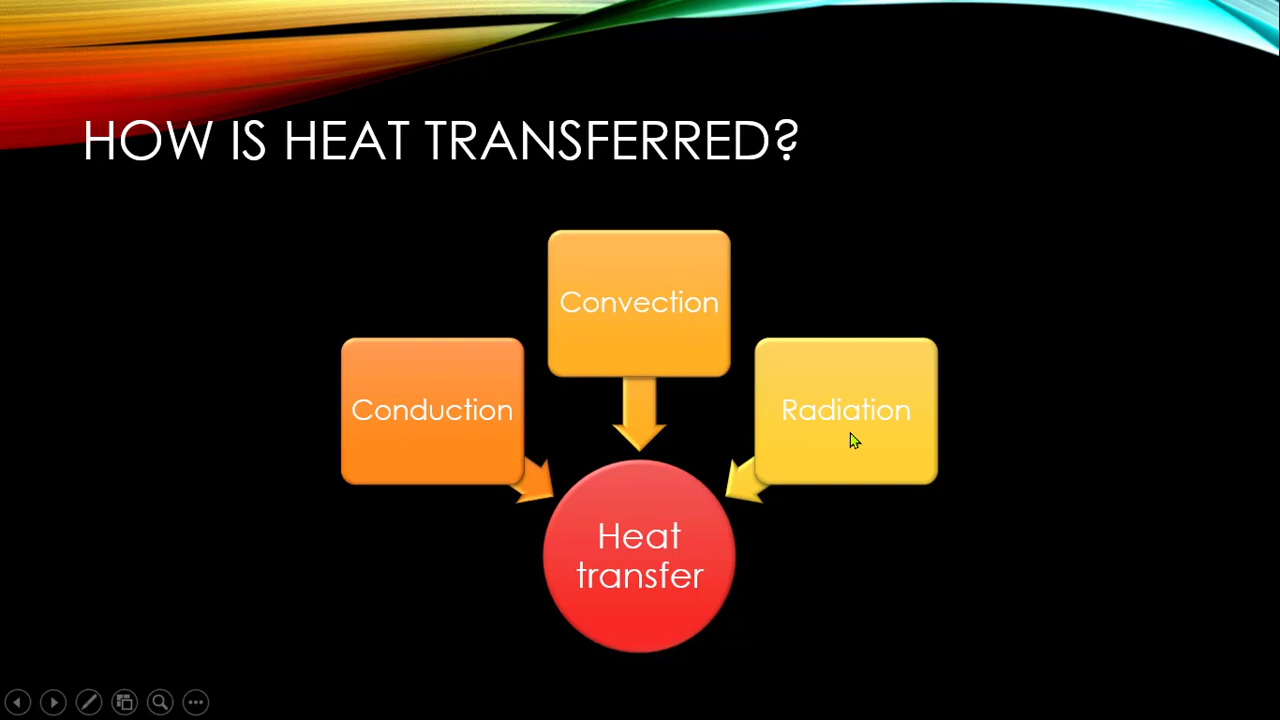 HOW IS HEAT TRANSFERRED?
Convection
Conduction
Radiation
Heat
transfer